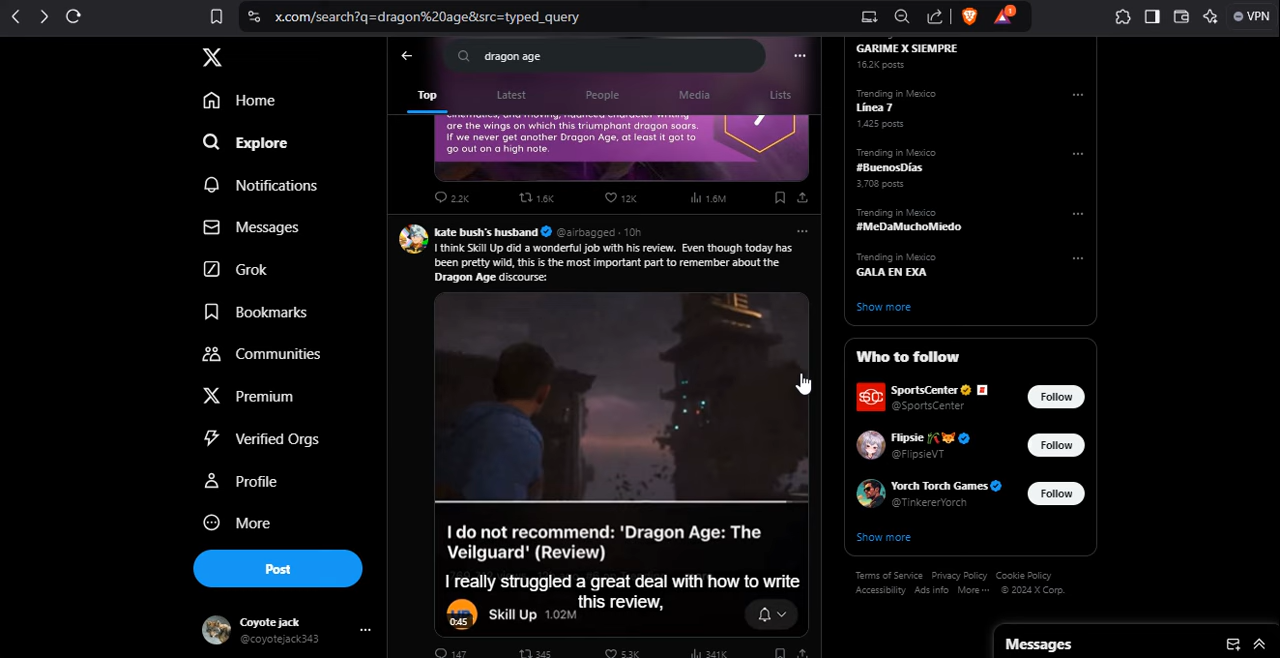 x.com/search?q=dragon%20age&src=typed_query
1
VPN
Home
Explore
Notifications
Messages
Grok
Bookmarks
Communities
Premium
Verified Orgs
Profile
More
Post
Coyote jack
@coyotejack343
dragon age
Top
Latest
People
Media
Lists
cinematics, and moving, nuanced character writing
are the wings on which this triumphant dragon soars.
If we never get another Dragon Age, at least it got to
go out on a high note.
2.2K
1.6K
12K
1.6M
kate bush's husband @airbagged · 10h
I think Skill Up did a wonderful job with his review. Even though today has
been pretty wild, this is the most important part to remember about the
Dragon Age discourse:
I do not recommend: 'Dragon Age: The
Veilguard' (Review)
I really struggled a great deal with how to write
this review,
0:45
Skill Up 1.02M
147
345
5.3K
341K
GARIME X SIEMPRE
16.2K posts
Trending in Mexico
Línea 7
1,425 posts
Trending in Mexico
#BuenosDías
3,708 posts
Trending in Mexico
#MeDaMuchoMiedo
Trending in Mexico
GALA EN EXA
Show more
Who to follow
SportsCenter
@SportsCenter
Follow
Flipsie
@FlipsieVT
Follow
Yorch Torch Games
@TinkererYorch
Follow
Show more
Terms of Service Privacy Policy Cookie Policy
Accessibility Ads info More ··· © 2024 X Corp.
Messages